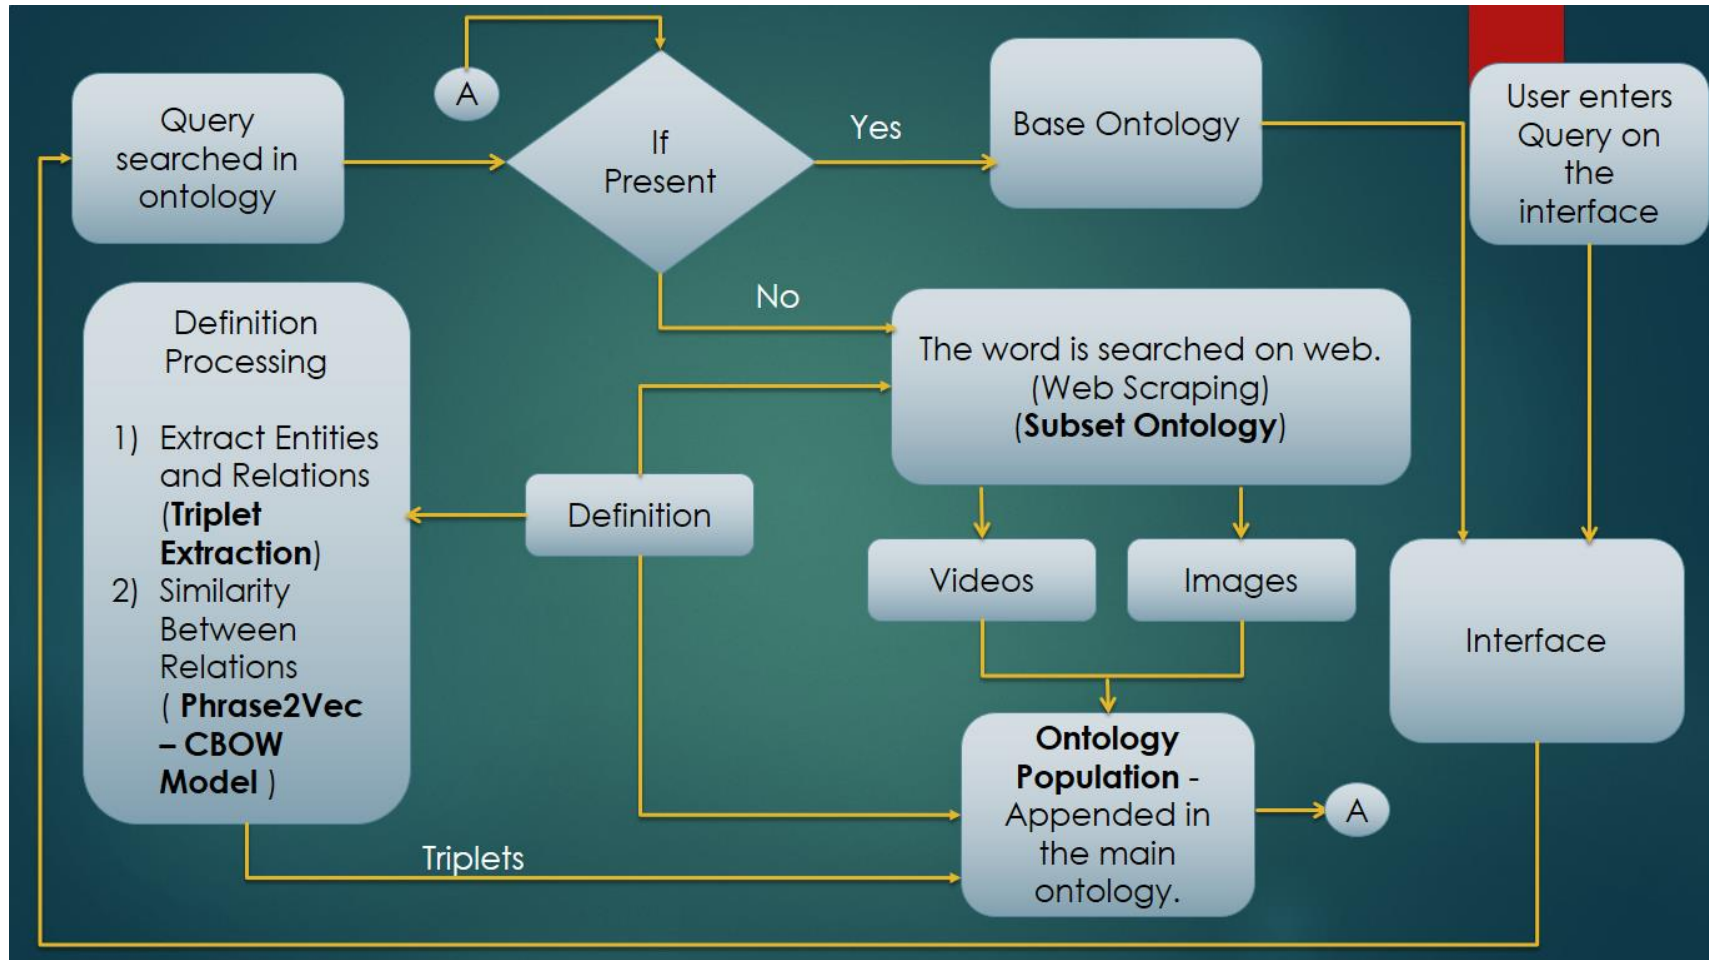 Query
searched in
ontology
A
If
Present
Yes
Base Ontology
User enters
Query on
the
interface
No
Definition
Processing
1) Extract Entities
and Relations
(Triplet
Extraction)
2) Similarity
Between
Relations
( Phrase2Vec
– CBOW
Model )
The word is searched on web.
(Web Scraping)
(Subset Ontology)
Definition
Videos
Images
Interface
Ontology
Population -
Appended in
the main
ontology.
A
Triplets